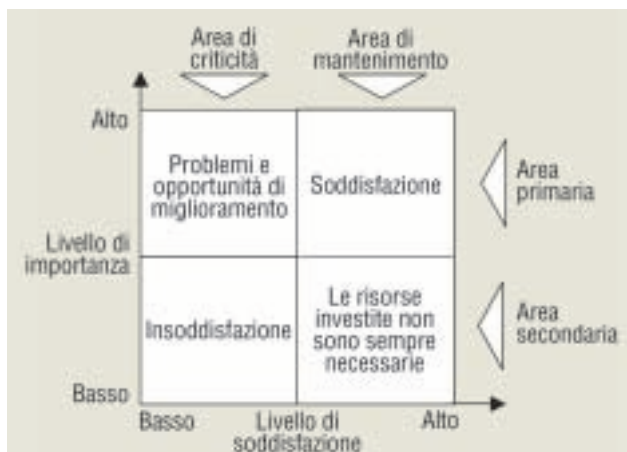 Area di
criticità
Area di
mantenimento
Alto
Problemi e
opportunità di
miglioramento
Soddisfazione
Area
primaria
Livello di
importanza
Insoddisfazione
Le risorse
investite non
sono sempre
necessarie
Area
secondaria
Basso
Basso
Livello di
soddisfazione
Alto